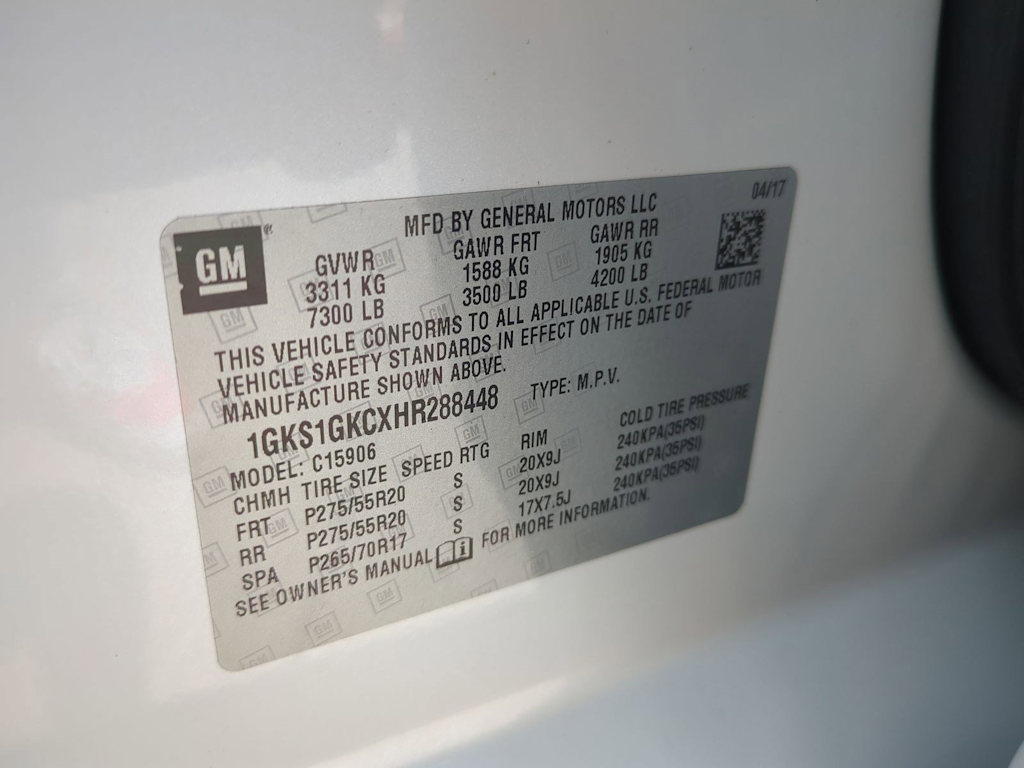 04/17
MFD BY GENERAL MOTORS LLC
GM®
GVWR GAWR FRT GAWR RR
3311 KG 1588 KG 1905 KG
7300 LB 3500 LB 4200 LB
THIS VEHICLE CONFORMS TO ALL APPLICABLE U.S. FEDERAL MOTOR
VEHICLE SAFETY STANDARDS IN EFFECT ON THE DATE OF
MANUFACTURE SHOWN ABOVE.
1GKS1GKCXHR288448 TYPE: M.P.V.
MODEL: C15906
CHMH TIRE SIZE SPEED RTG RIM COLD TIRE PRESSURE
FRT P275/55R20 S 20X9J 240KPA(35PSI)
RR P275/55R20 S 20X9J 240KPA(35PSI)
SPA P265/70R17 S 17X7.5J 240KPA(35PSI)
SEE OWNER'S MANUAL FOR MORE INFORMATION.